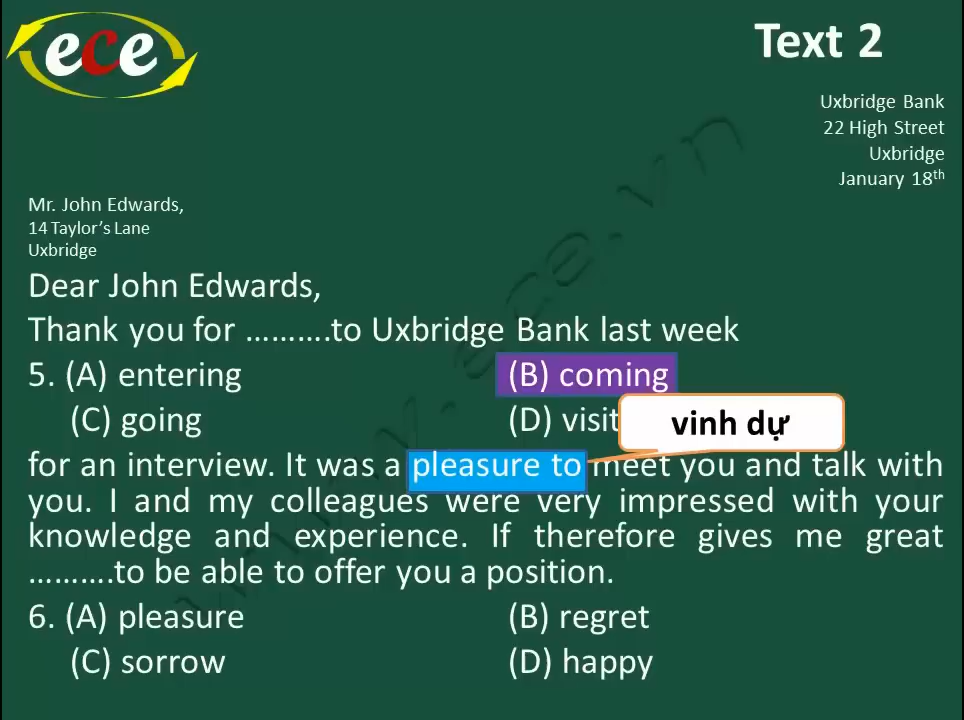 ece
Text 2
Uxbridge Bank
22 High Street
Uxbridge
January 18th
Mr. John Edwards,
14 Taylor's Lane
Uxbridge
Dear John Edwards,
Thank you for ……….to Uxbridge Bank last week
5. (A) entering (B) coming
(C) going (D) visit
vinh dự
for an interview. It was a pleasure to meet you and talk with
you. I and my colleagues were very impressed with your
knowledge and experience. If therefore gives me great
……….to be able to offer you a position.
6. (A) pleasure (B) regret
(C) sorrow (D) happy